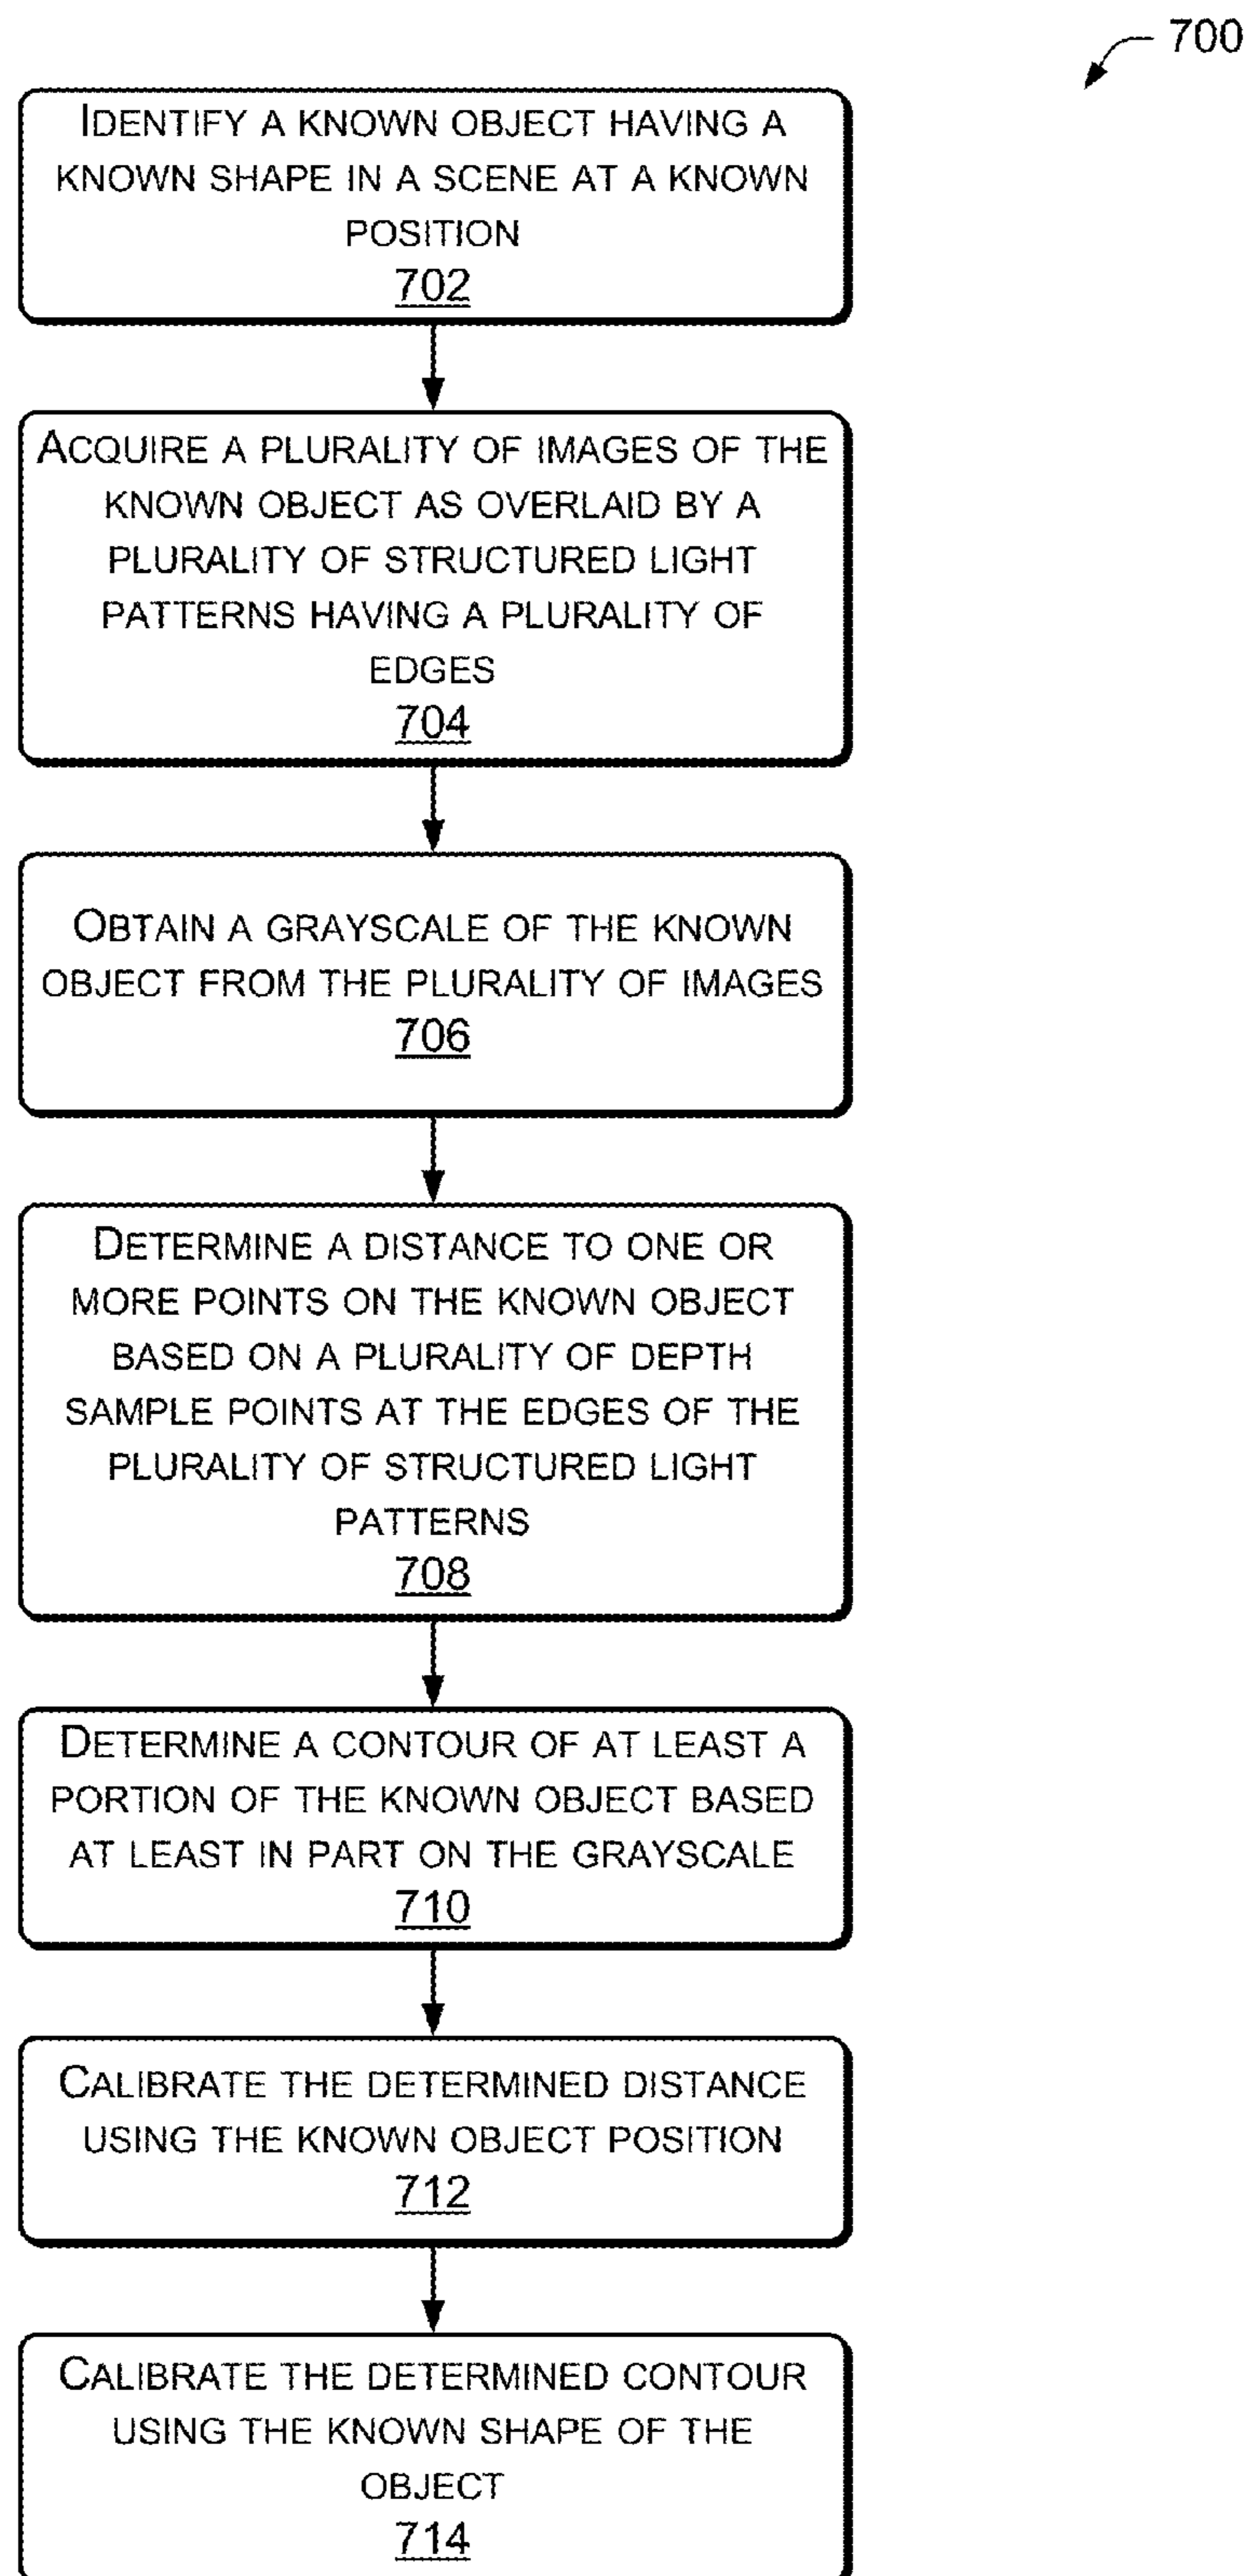 700
IDENTIFY A KNOWN OBJECT HAVING A
KNOWN SHAPE IN A SCENE AT A KNOWN
POSITION
702
ACQUIRE A PLURALITY OF IMAGES OF THE
KNOWN OBJECT AS OVERLAID BY A
PLURALITY OF STRUCTURED LIGHT
PATTERNS HAVING A PLURALITY OF
EDGES
704
OBTAIN A GRAYSCALE OF THE KNOWN
OBJECT FROM THE PLURALITY OF IMAGES
706
DETERMINE A DISTANCE TO ONE OR
MORE POINTS ON THE KNOWN OBJECT
BASED ON A PLURALITY OF DEPTH
SAMPLE POINTS AT THE EDGES OF THE
PLURALITY OF STRUCTURED LIGHT
PATTERNS
708
DETERMINE A CONTOUR OF AT LEAST A
PORTION OF THE KNOWN OBJECT BASED
AT LEAST IN PART ON THE GRAYSCALE
710
CALIBRATE THE DETERMINED DISTANCE
USING THE KNOWN OBJECT POSITION
712
CALIBRATE THE DETERMINED CONTOUR
USING THE KNOWN SHAPE OF THE
OBJECT
714